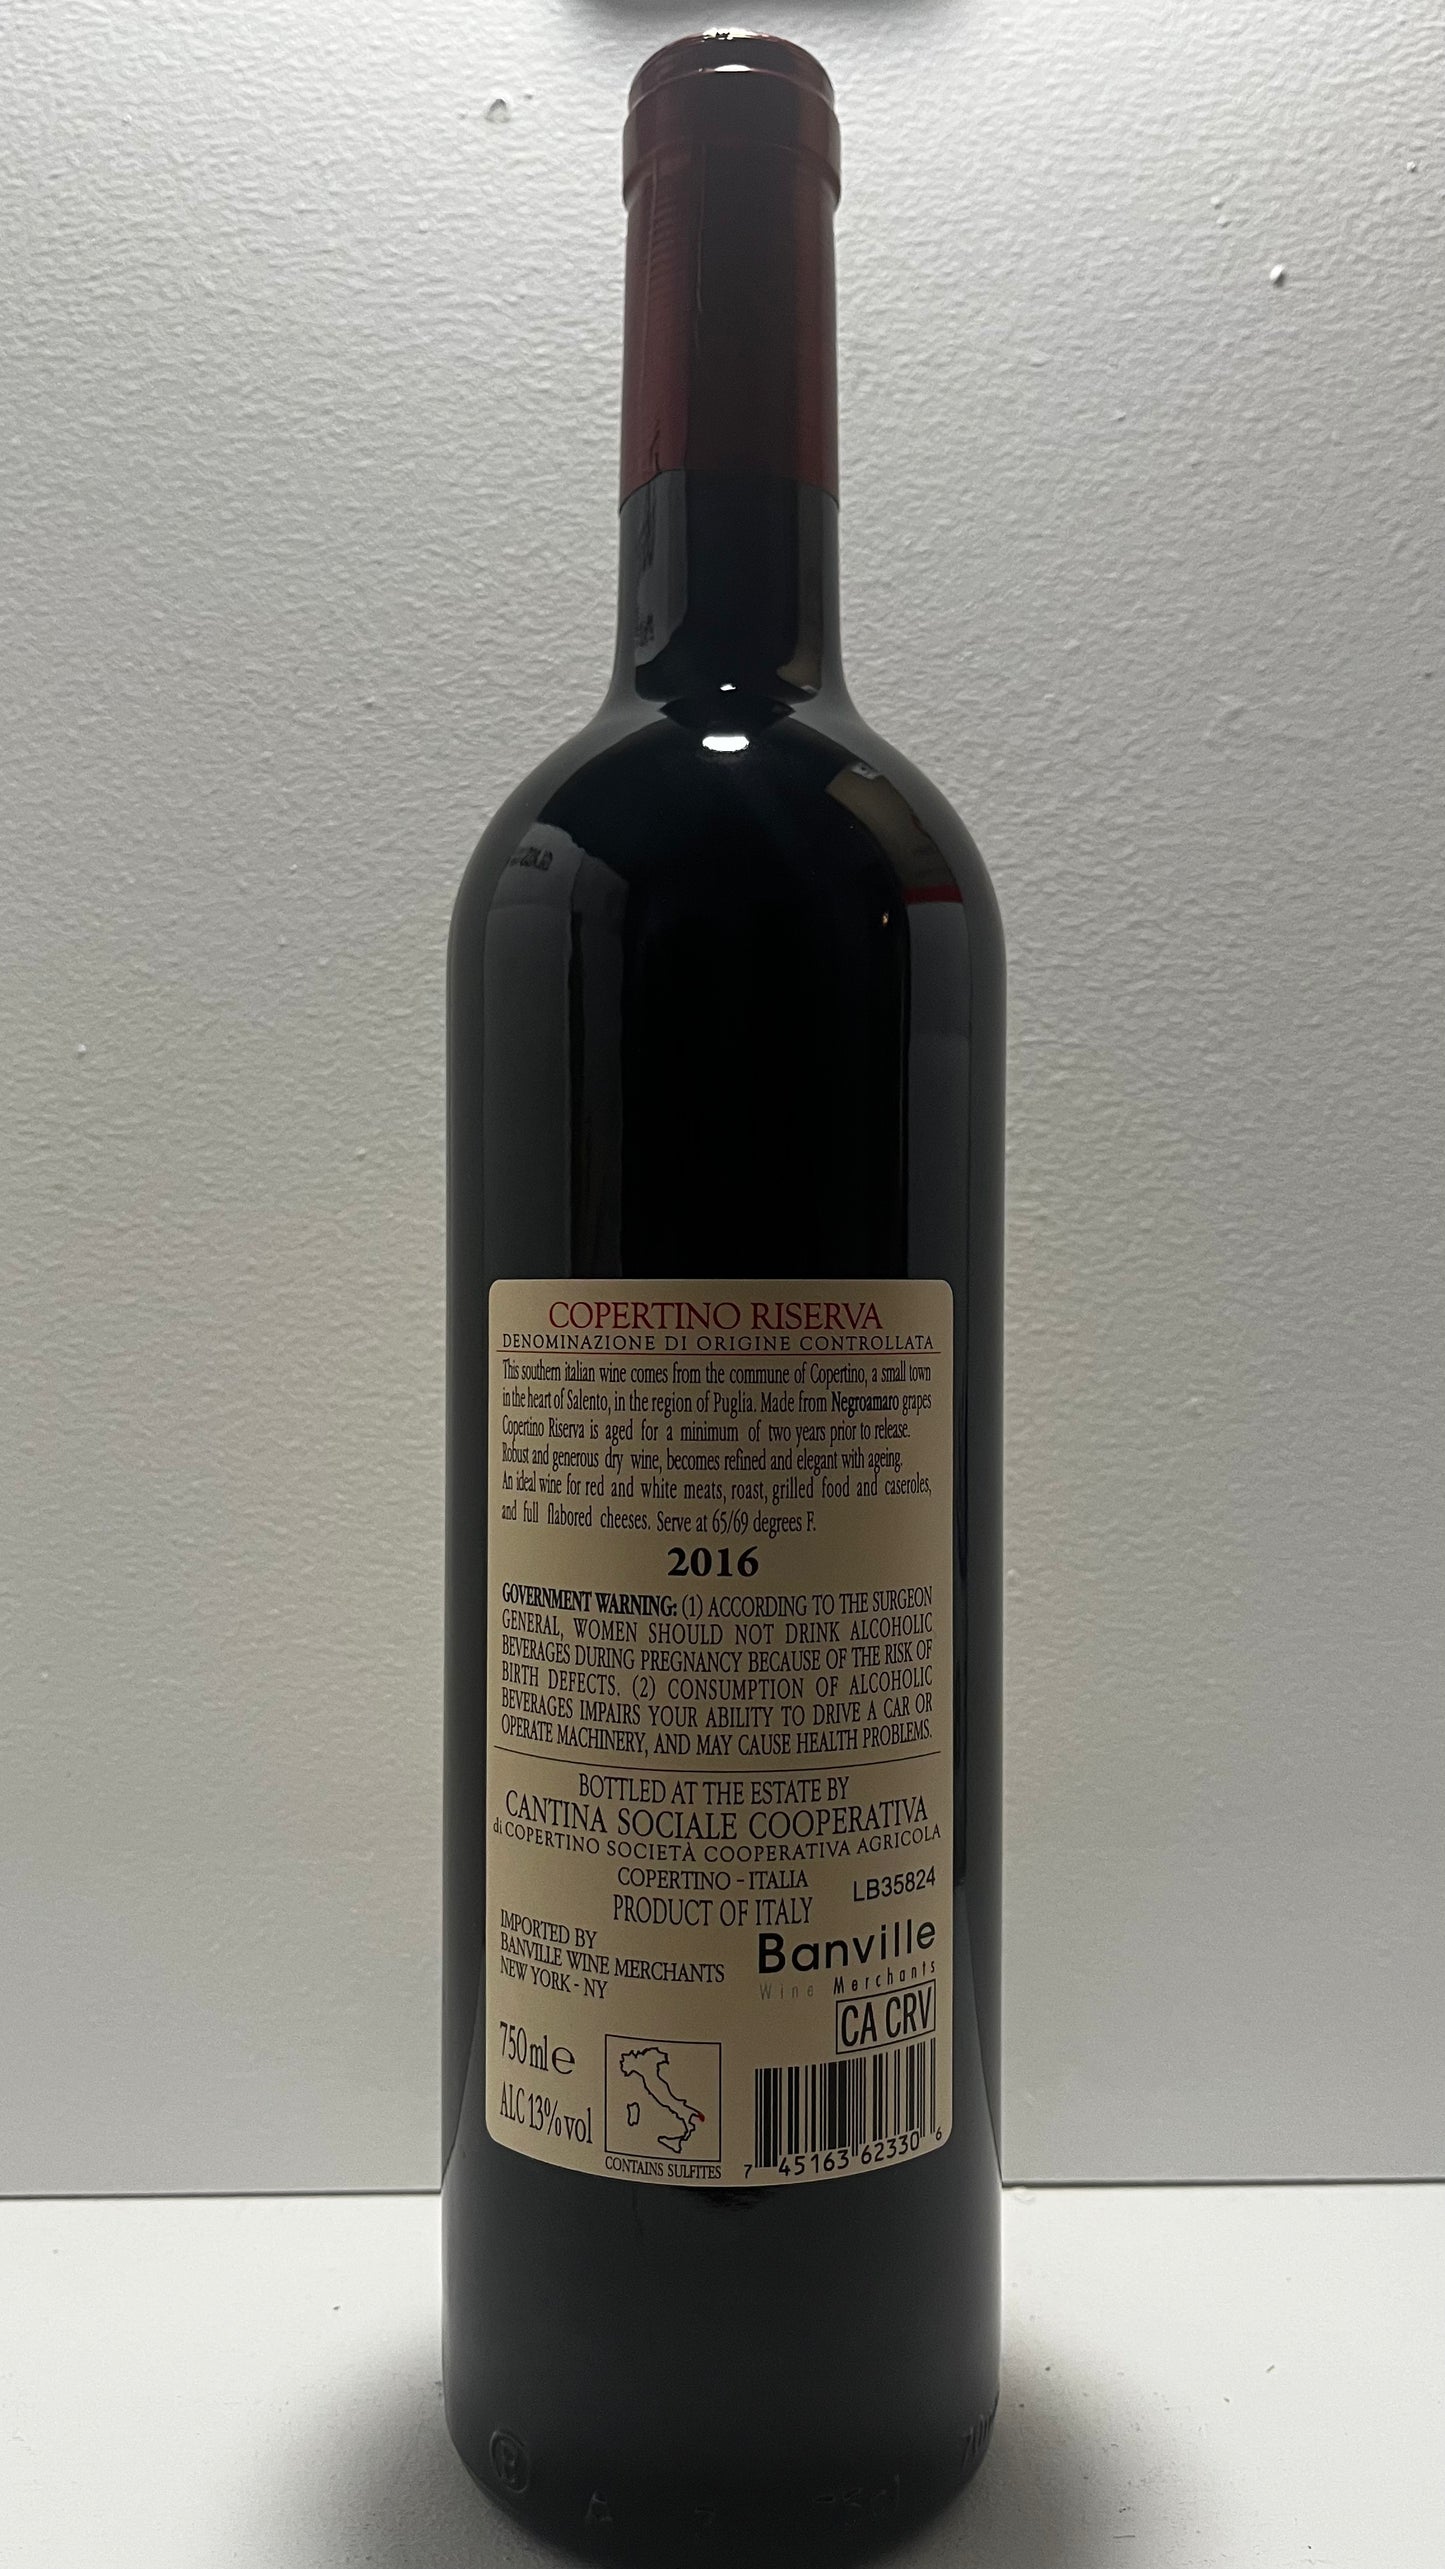 COPERTINO RISERVA
DENOMINAZIONE DI ORIGINE CONTROLLATA
This southern italian wine comes from the commune of Copertino, a small town
in the heart of Salento, in the region of Puglia. Made from Negroamaro grapes
Copertino Riserva is aged for a minimum of two years prior to release.
Robust and generous dry wine, becomes refined and elegant with ageing.
An ideal wine for red and white meats, roast, grilled food and caseroles,
and full flabored cheeses. Serve at 65/69 degrees F.
2016
GOVERNMENT WARNING: (1) ACCORDING TO THE SURGEON
GENERAL, WOMEN SHOULD NOT DRINK ALCOHOLIC
BEVERAGES DURING PREGNANCY BECAUSE OF THE RISK OF
BIRTH DEFECTS. (2) CONSUMPTION OF ALCOHOLIC
BEVERAGES IMPAIRS YOUR ABILITY TO DRIVE A CAR OR
OPERATE MACHINERY, AND MAY CAUSE HEALTH PROBLEMS.
BOTTLED AT THE ESTATE BY
CANTINA SOCIALE COOPERATIVA
di COPERTINO SOCIETÀ COOPERATIVA AGRICOLA
COPERTINO - ITALIA
LB35824
PRODUCT OF ITALY
IMPORTED BY
BANVILLE WINE MERCHANTS
NEW YORK - NY
Banville
Wine Merchants
CA CRV
750 ml e
ALC 13% vol
CONTAINS SULFITES
7 45163 62330 6